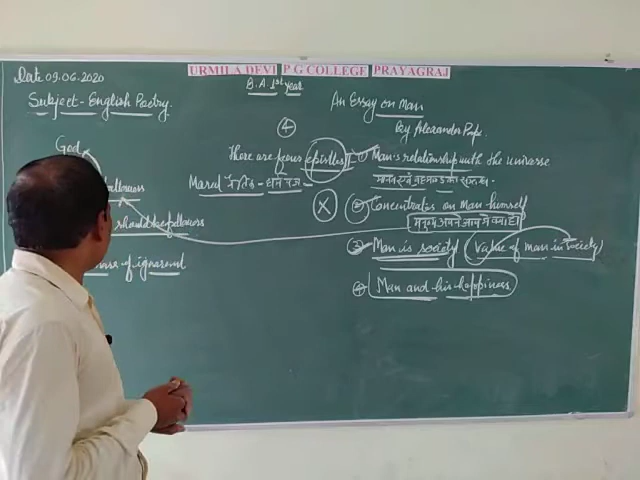 URMILA DEVI P G COLLEGE PRAYAGRAJ
Date 09.06.2020
B.A. 1st year
Subject - English Poetry.
An Essay on Man
By Alexander Pope.
4
God
There are four epistles
① Man's relationship with the universe
Moral नैतिक -
X
② Concentrates on Man himself
मनुष्य अपने आप में क्या है
should be followers
③ Man is society (Value of man in society)
of ignorant
④ Man and his happiness.